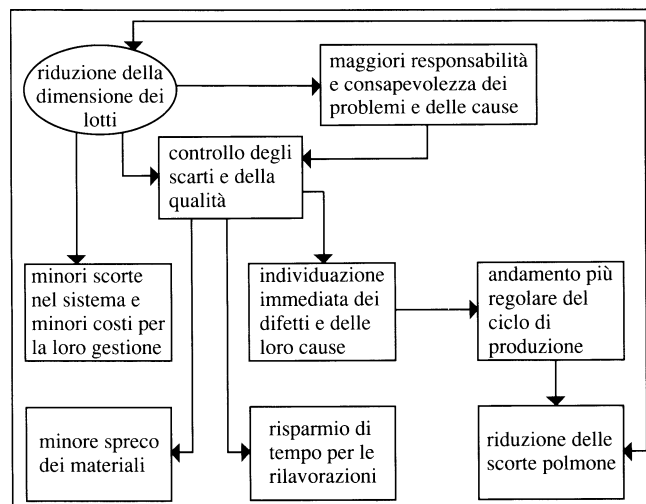 riduzione della
dimensione dei
lotti
maggiori responsabilità
e consapevolezza dei
problemi e delle cause
controllo degli
scarti e della
qualità
minori scorte
nel sistema e
minori costi per
la loro gestione
individuazione
immediata dei
difetti e delle
loro cause
andamento più
regolare del
ciclo di
produzione
minore spreco
dei materiali
risparmio di
tempo per le
rilavorazioni
riduzione delle
scorte polmone